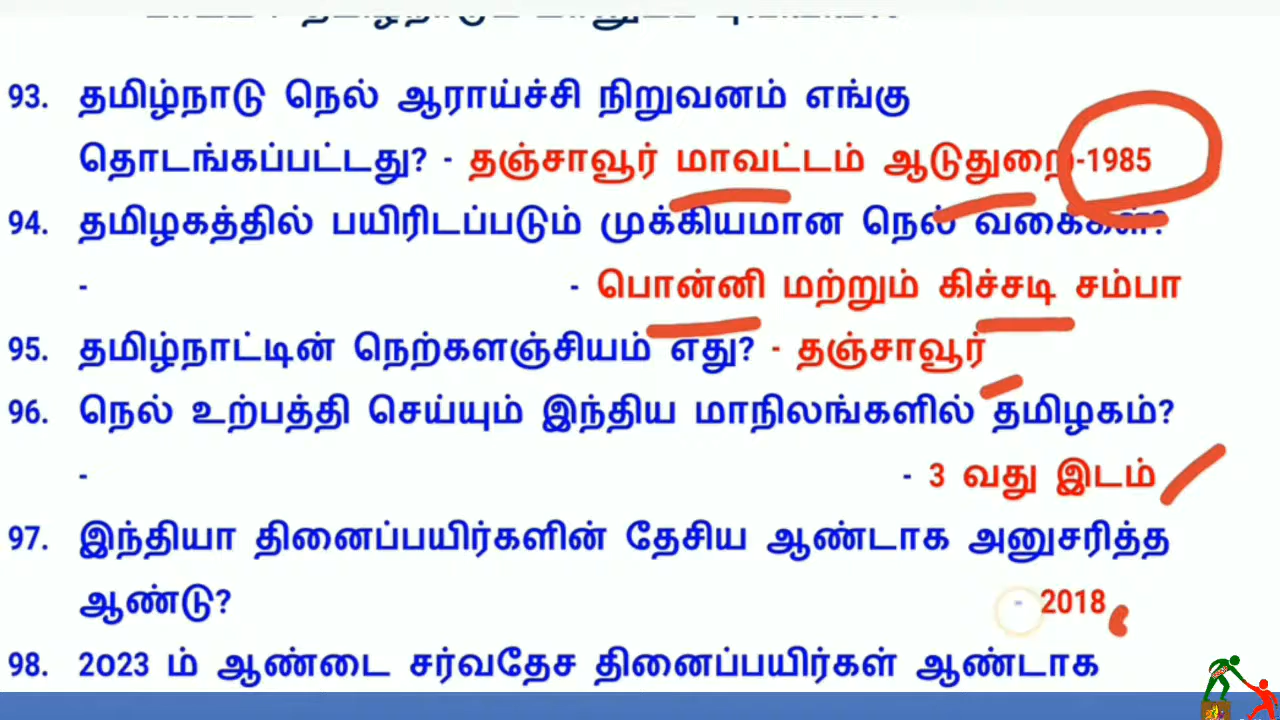 93. தமிழ்நாடு நெல் ஆராய்ச்சி நிறுவனம் எங்கு
தொடங்கப்பட்டது? - தஞ்சாவூர் மாவட்டம் ஆடுதுறை-1985
94. தமிழகத்தில் பயிரிடப்படும் முக்கியமான நெல் வகைகள்?
- - பொன்னி மற்றும் கிச்சடி சம்பா
95. தமிழ்நாட்டின் நெற்களஞ்சியம் எது? - தஞ்சாவூர்
96. நெல் உற்பத்தி செய்யும் இந்திய மாநிலங்களில் தமிழகம்?
- - 3 வது இடம்
97. இந்தியா தினைப்பயிர்களின் தேசிய ஆண்டாக அனுசரித்த
ஆண்டு? - 2018
98. 2023 ம் ஆண்டை சர்வதேச தினைப்பயிர்கள் ஆண்டாக